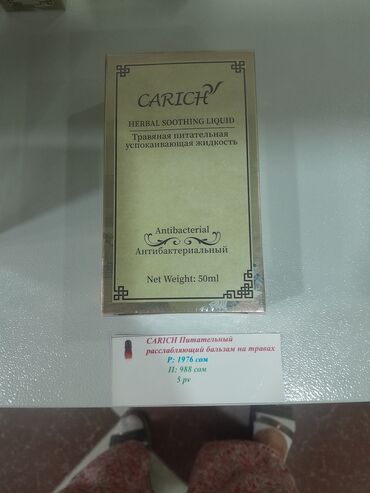 CARICH
HERBAL SOOTHING LIQUID
Травяная питательная
успокаивающая жидкость
Antibacterial
Антибактериальный
Net Weight: 50ml
CARICH Питательный
расслабляющий бальзам на травах
Р: 1976 сом
П: 988 сом
5 pv